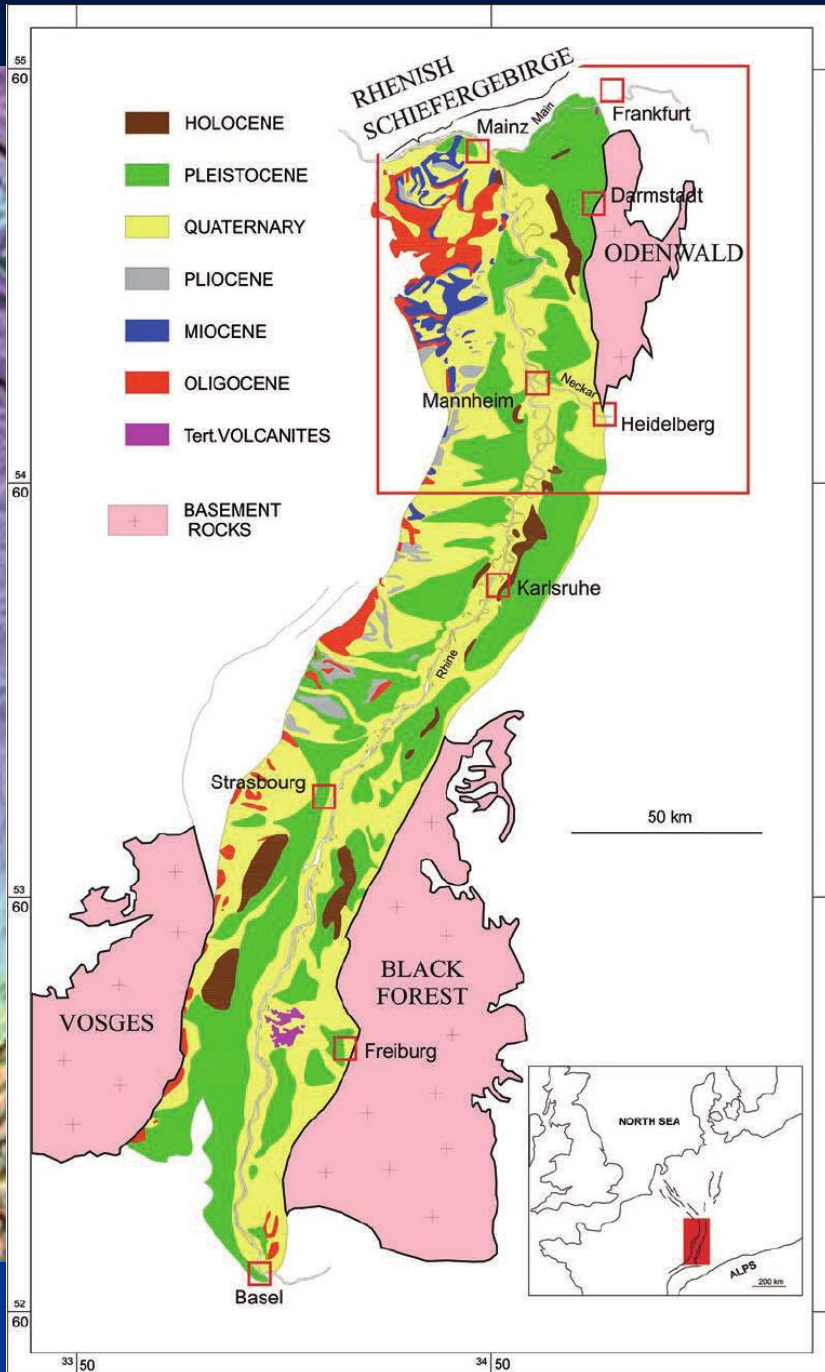 55
60
RHENISH
SCHIEFERGEBIRGE
Mainz
Main
Frankfurt
HOLOCENE
PLEISTOCENE
QUATERNARY
PLIOCENE
MIOCENE
OLIGOCENE
Tert.VOLCANITES
BASEMENT
ROCKS
Darmstadt
ODENWALD
Neckar
Mannheim
Heidelberg
54
60
Karlsruhe
Rhine
Strasbourg
50 km
53
60
BLACK
FOREST
VOSGES
Freiburg
NORTH SEA
ALPS
200 km
Basel
52
60
33 50
34 50